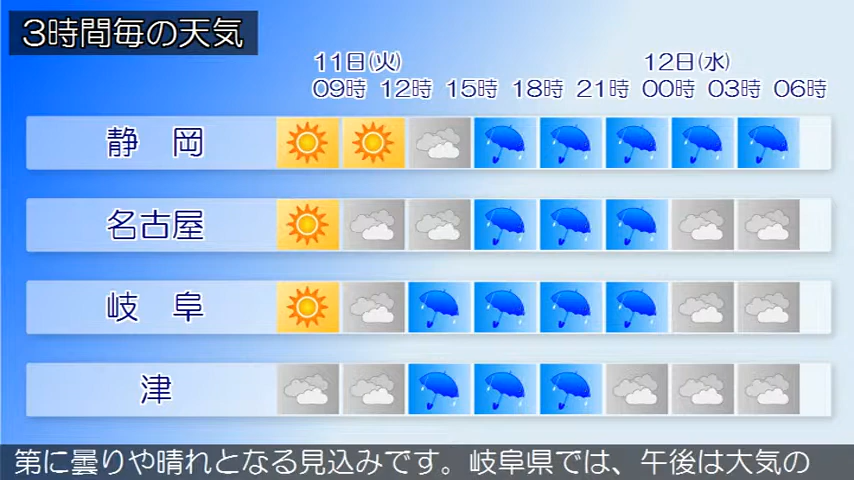 3時間毎の天気
11日(火) 12日(水)
09時 12時 15時 18時 21時 00時 03時 06時
静 岡
名古屋
岐 阜
津
第に曇りや晴れとなる見込みです。岐阜県では、午後は大気の